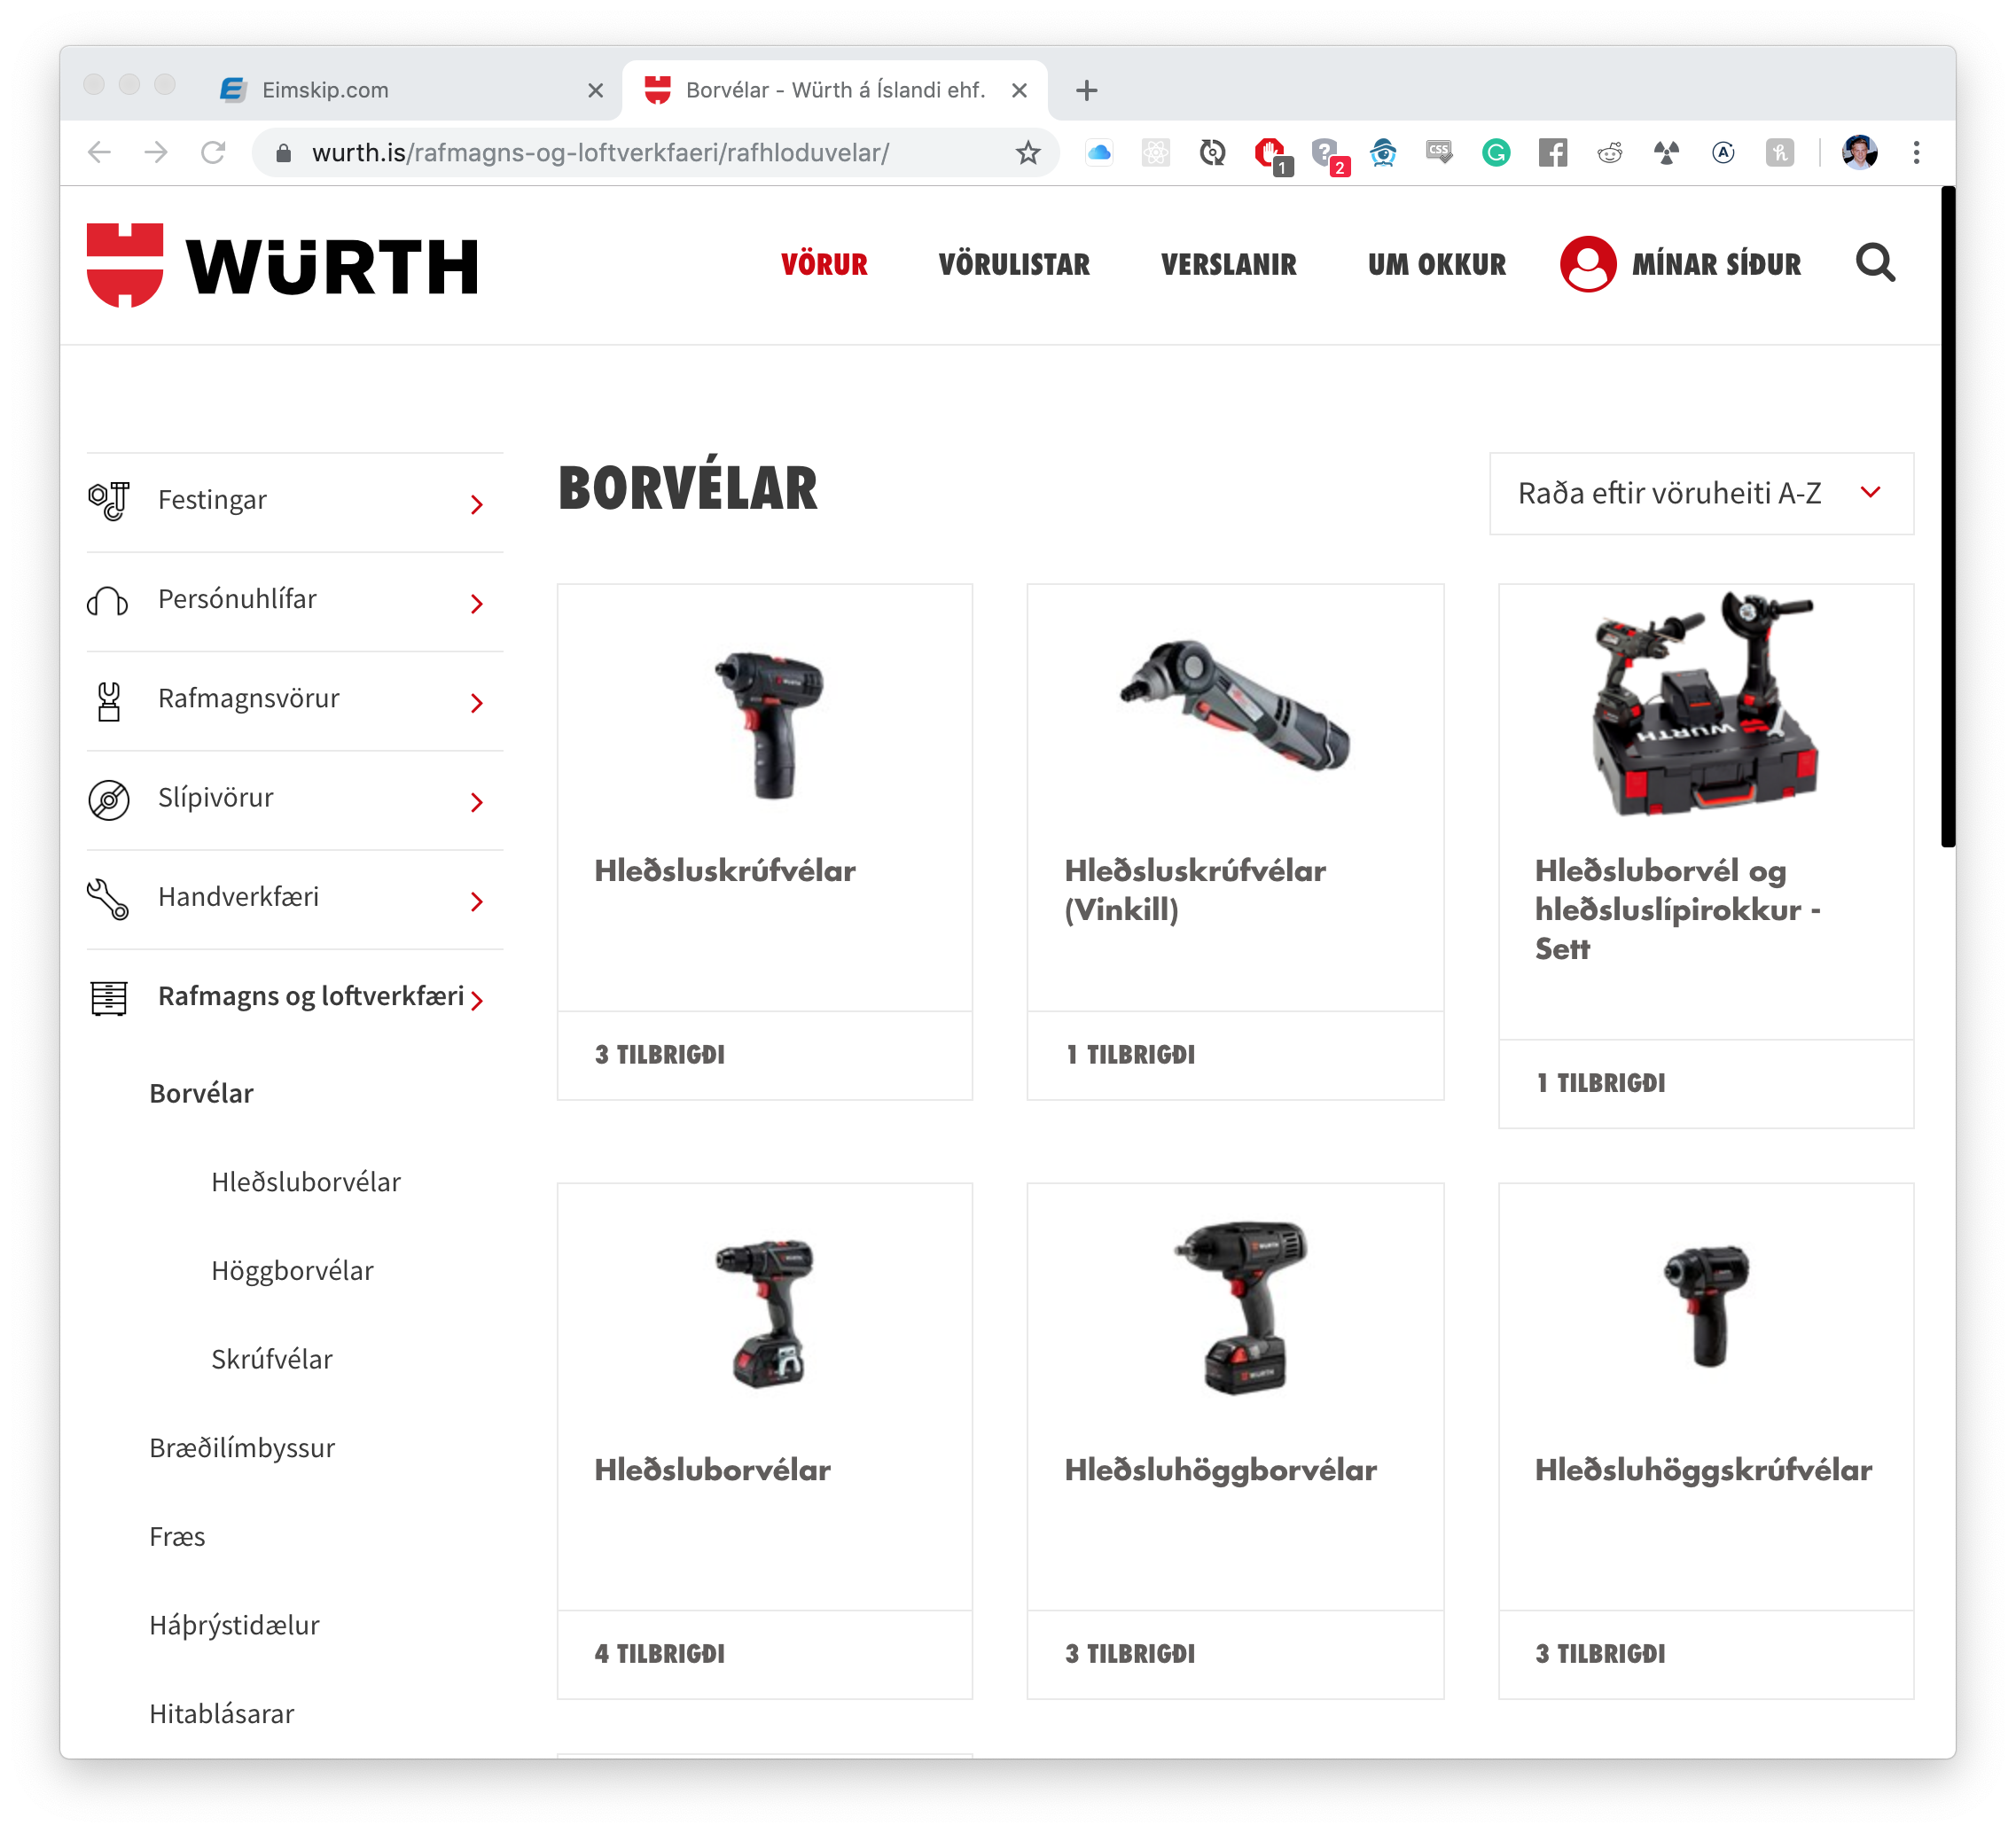 Eimskip.com
Borvélar - Würth á Íslandi ehf.
wurth.is/rafmagns-og-loftverkfaeri/rafhloduvelar/
1
2
CSS
WÜRTH
VÖRUR
VÖRULISTAR
VERSLANIR
UM OKKUR
MÍNAR SÍÐUR
Festingar
Persónuhlífar
Rafmagnsvörur
Slípivörur
Handverkfæri
Rafmagns og loftverkfæri
Borvélar
Hleðsluborvélar
Höggborvélar
Skrúfvélar
Bræðilímbyssur
Fræs
Háþrýstidælur
Hitablásarar
BORVÉLAR
Raða eftir vöruheiti A-Z
Hleðsluskrúfvélar
3 TILBRIGÐI
Hleðsluskrúfvélar
(Vinkill)
1 TILBRIGÐI
WURTH
Hleðsluborvél og
hleðsluslípirokkur -
Sett
1 TILBRIGÐI
Hleðsluborvélar
4 TILBRIGÐI
WURTH
Hleðsluhöggborvélar
3 TILBRIGÐI
Hleðsluhöggskrúfvélar
3 TILBRIGÐI